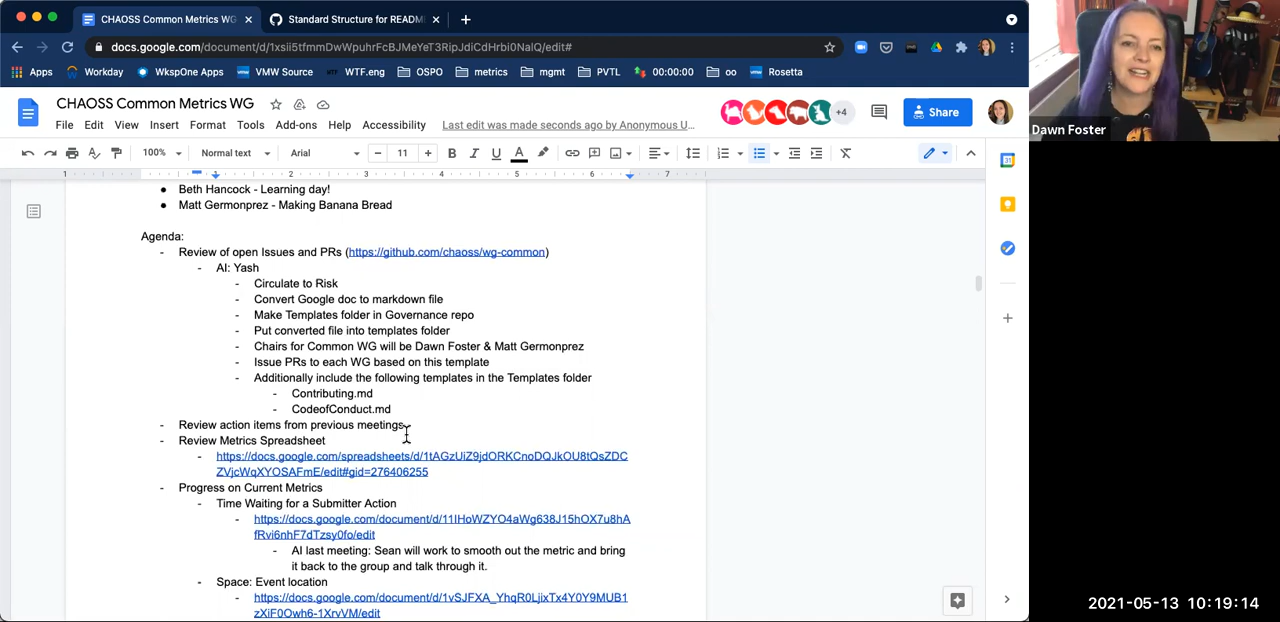 CHAOSS Common Metrics WG
Standard Structure for README
docs.google.com/document/d/1xsii5tfmmDwWpuhrFcBJMeYeT3RipJdiCdHrbi0NalQ/edit#
Apps Workday WkspOne Apps VMW Source WTF.eng OSPO metrics mgmt PVTL 00:00:00 oo Rosetta
CHAOSS Common Metrics WG
File Edit View Insert Format Tools Add-ons Help Accessibility Last edit was made seconds ago by Anonymous U...
+4 Share
100% Normal text Arial 11
1 1 2 3 4 5 6 7
Beth Hancock - Learning day!
Matt Germonprez - Making Banana Bread
Agenda:
- Review of open Issues and PRs (https://github.com/chaoss/wg-common)
- AI: Yash
- Circulate to Risk
- Convert Google doc to markdown file
- Make Templates folder in Governance repo
- Put converted file into templates folder
- Chairs for Common WG will be Dawn Foster & Matt Germonprez
- Issue PRs to each WG based on this template
- Additionally include the following templates in the Templates folder
- Contributing.md
- CodeofConduct.md
- Review action items from previous meetings
- Review Metrics Spreadsheet
- https://docs.google.com/spreadsheets/d/1tAGzUiZ9jdORKCnoDQJkOU8tQsZDC
ZVjcWqXYOSAFmE/edit#gid=276406255
- Progress on Current Metrics
- Time Waiting for a Submitter Action
- https://docs.google.com/document/d/11IHoWZYO4aWg638J15hOX7u8hA
fRvi6nhF7dTzsy0fo/edit
- AI last meeting: Sean will work to smooth out the metric and bring
it back to the group and talk through it.
- Space: Event location
- https://docs.google.com/document/d/1vSJFXA_YhqR0LjixTx4Y0Y9MUB1
zXiF0Owh6-1XrvVM/edit
Dawn Foster
2021-05-13 10:19:14